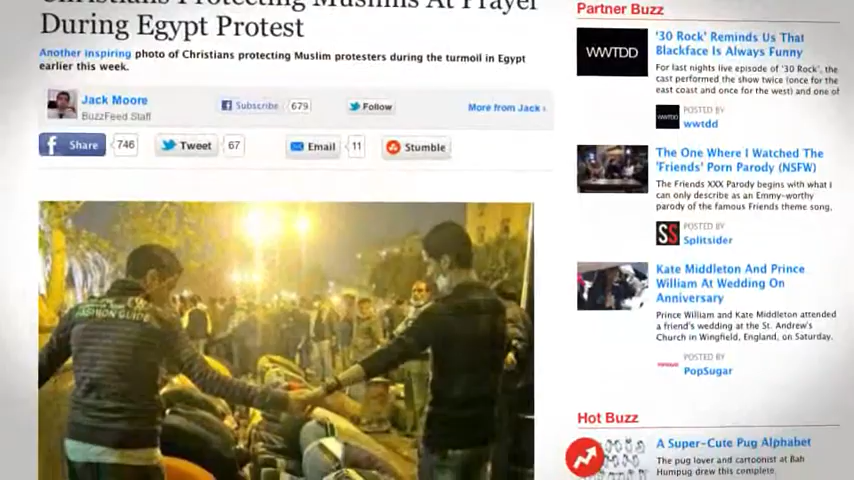 Christians Protecting Muslims At Prayer
During Egypt Protest
Another inspiring photo of Christians protecting Muslim protesters during the turmoil in Egypt
earlier this week.
Jack Moore
BuzzFeed Staff
Subscribe 679
Follow
More from Jack ›
Share 746
Tweet 67
Email 11
Stumble
FASHION GUIDE
Partner Buzz
WWTDD
'30 Rock' Reminds Us That
Blackface Is Always Funny
For last nights live episode of '30 Rock', the
cast performed the show twice (once for the
east coast and once for the west) and one of
POSTED BY
wwtdd
The One Where I Watched The
'Friends' Porn Parody (NSFW)
The Friends XXX Parody begins with what I
can only describe as an Emmy-worthy
parody of the famous Friends theme song.
SS
POSTED BY
Splitsider
Kate Middleton And Prince
William At Wedding On
Anniversary
Prince William and Kate Middleton attended
a friend's wedding at the St. Andrew's
Church in Wingfield, England, on Saturday.
POSTED BY
PopSugar
Hot Buzz
A Super-Cute Pug Alphabet
The pug lover and cartoonist at Bah
Humpug drew this complete